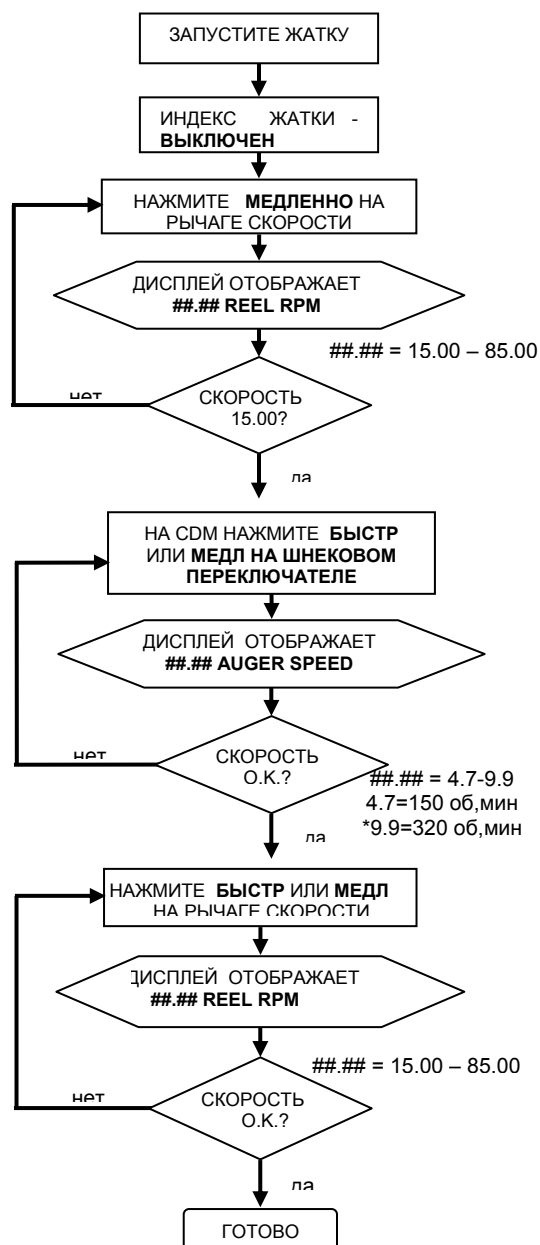 ЗАПУСТИТЕ ЖАТКУ
ИНДЕКС ЖАТКИ -
ВЫКЛЮЧЕН
НАЖМИТЕ МЕДЛЕННО НА
РЫЧАГЕ СКОРОСТИ
ДИСПЛЕЙ ОТОБРАЖАЕТ
##.## REEL RPM
##.## = 15.00 – 85.00
нет
СКОРОСТЬ
15.00?
да
НА CDM НАЖМИТЕ БЫСТР
ИЛИ МЕДЛ НА ШНЕКОВОМ
ПЕРЕКЛЮЧАТЕЛЕ
ДИСПЛЕЙ ОТОБРАЖАЕТ
##.## AUGER SPEED
нет
СКОРОСТЬ
O.K.?
##.## = 4.7-9.9
4.7=150 об,мин
*9.9=320 об,мин
да
НАЖМИТЕ БЫСТР ИЛИ МЕДЛ
НА РЫЧАГЕ СКОРОСТИ
ДИСПЛЕЙ ОТОБРАЖАЕТ
##.## REEL RPM
##.## = 15.00 – 85.00
нет
СКОРОСТЬ
O.K.?
да
ГОТОВО